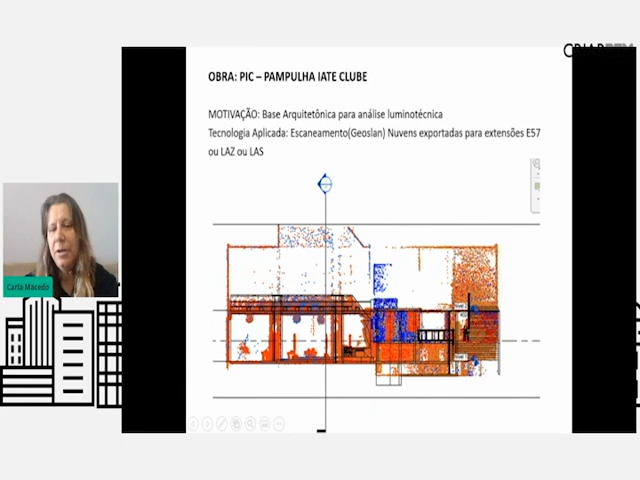 OBRA: PIC – PAMPULHA IATE CLUBE
MOTIVAÇÃO: Base Arquitetônica para análise luminotécnica
Tecnologia Aplicada: Escaneamento(Geoslan) Nuvens exportadas para extensões E57
ou LAZ ou LAS
Carla Macedo